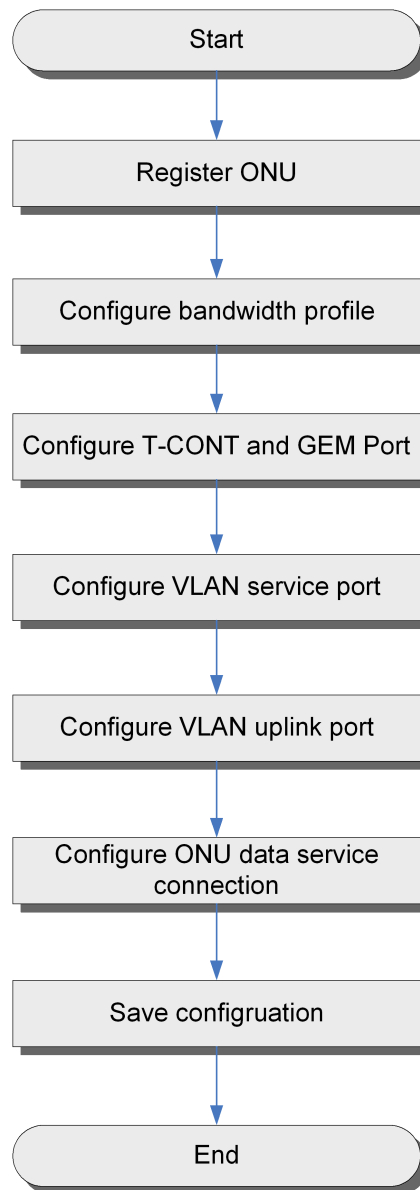 Start
Register ONU
Configure bandwidth profile
Configure T-CONT and GEM Port
Configure VLAN service port
Configure VLAN uplink port
Configure ONU data service
connection
Save configruation
End